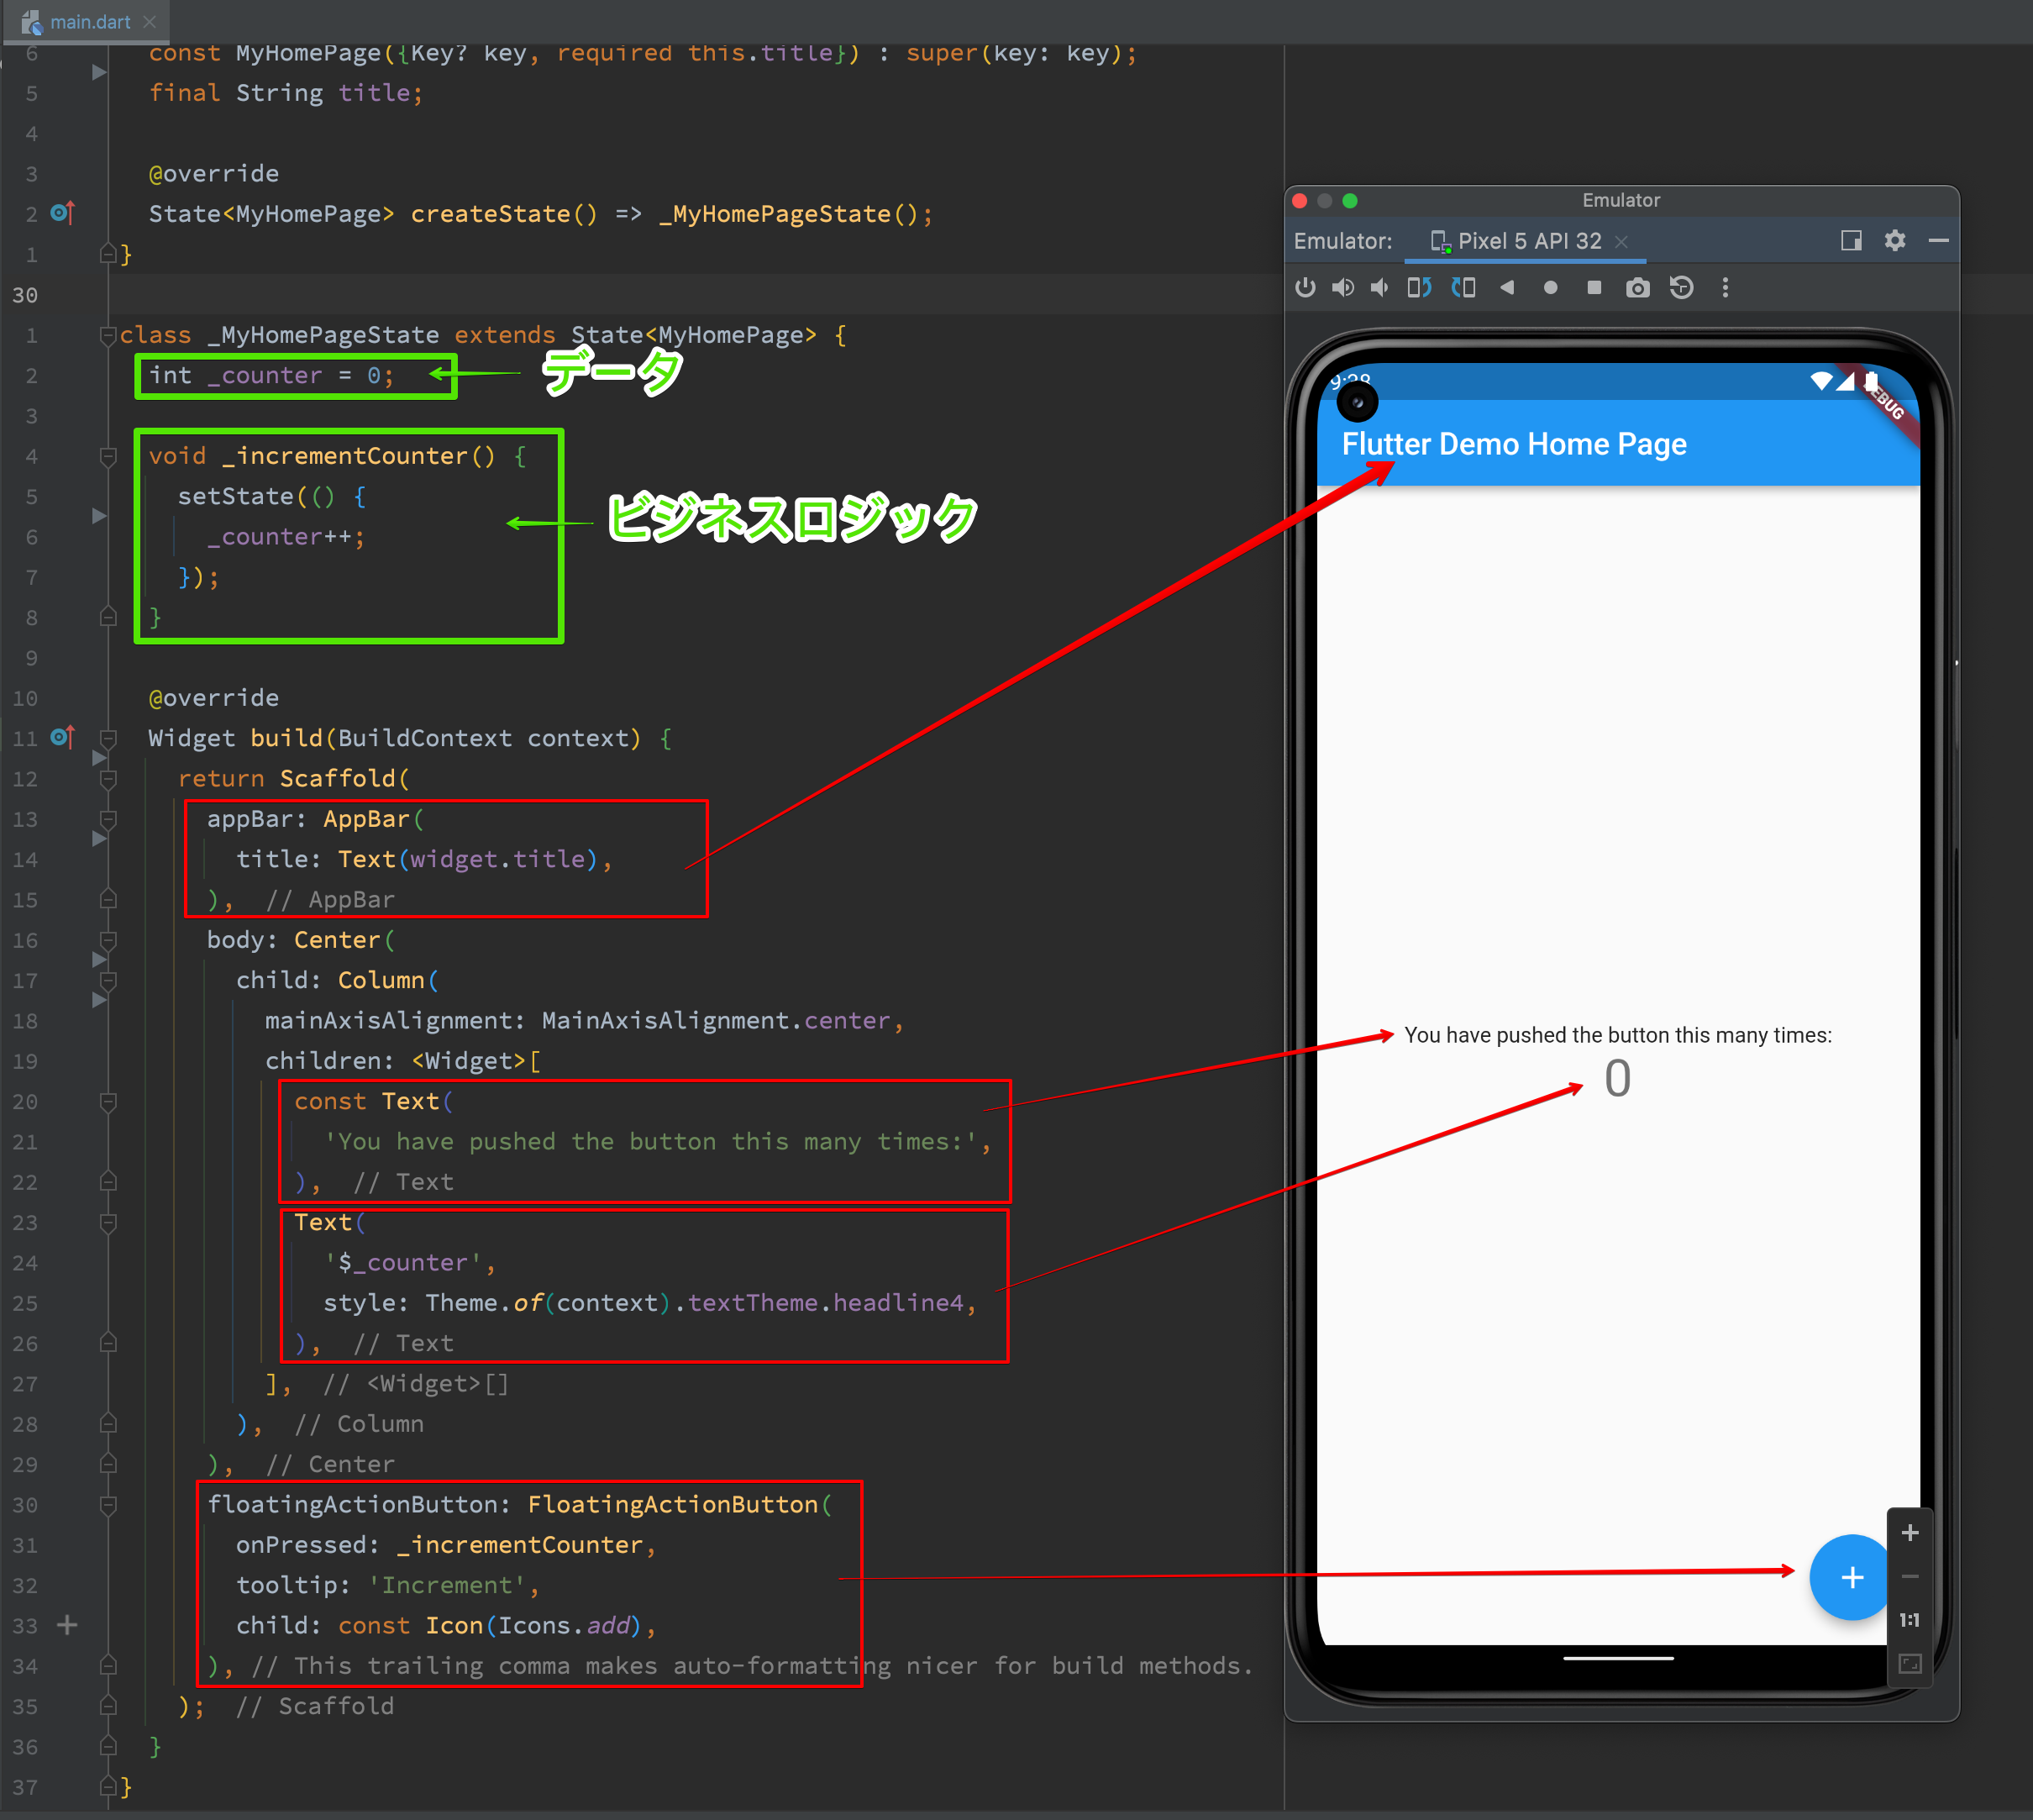 main.dart
6 const MyHomePage({Key? key, required this.title}) : super(key: key);
5 final String title;
4
3 @override
2 State<MyHomePage> createState() => _MyHomePageState();
1 }
30
1 class _MyHomePageState extends State<MyHomePage> {
2 int _counter = 0;
データ
3
4 void _incrementCounter() {
5 setState(() {
ビジネスロジック
6 _counter++;
7 });
8 }
9
10 @override
11 Widget build(BuildContext context) {
12 return Scaffold(
13 appBar: AppBar(
14 title: Text(widget.title),
15 ), // AppBar
16 body: Center(
17 child: Column(
18 mainAxisAlignment: MainAxisAlignment.center,
19 children: <Widget>[
20 const Text(
21 'You have pushed the button this many times:',
22 ), // Text
23 Text(
24 '$_counter',
25 style: Theme.of(context).textTheme.headline4,
26 ), // Text
27 ], // <Widget>[]
28 ), // Column
29 ), // Center
30 floatingActionButton: FloatingActionButton(
31 onPressed: _incrementCounter,
32 tooltip: 'Increment',
33 child: const Icon(Icons.add),
34 ), // This trailing comma makes auto-formatting nicer for build methods.
35 ); // Scaffold
36 }
37 }
Emulator
Emulator: Pixel 5 API 32
9:28
Flutter Demo Home Page
You have pushed the button this many times:
0
+
1:1